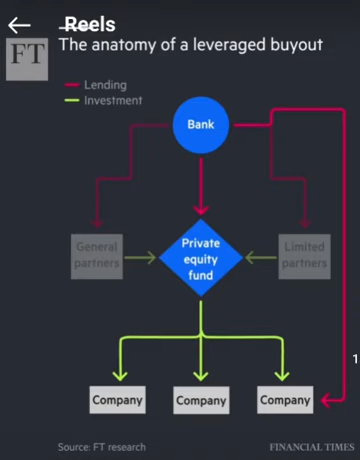 Reels
FT
The anatomy of a leveraged buyout
Lending
Investment
Bank
General
partners
Private
equity
fund
Limited
partners
1
Company
Company
Company
Source: FT research
FINANCIAL TIMES